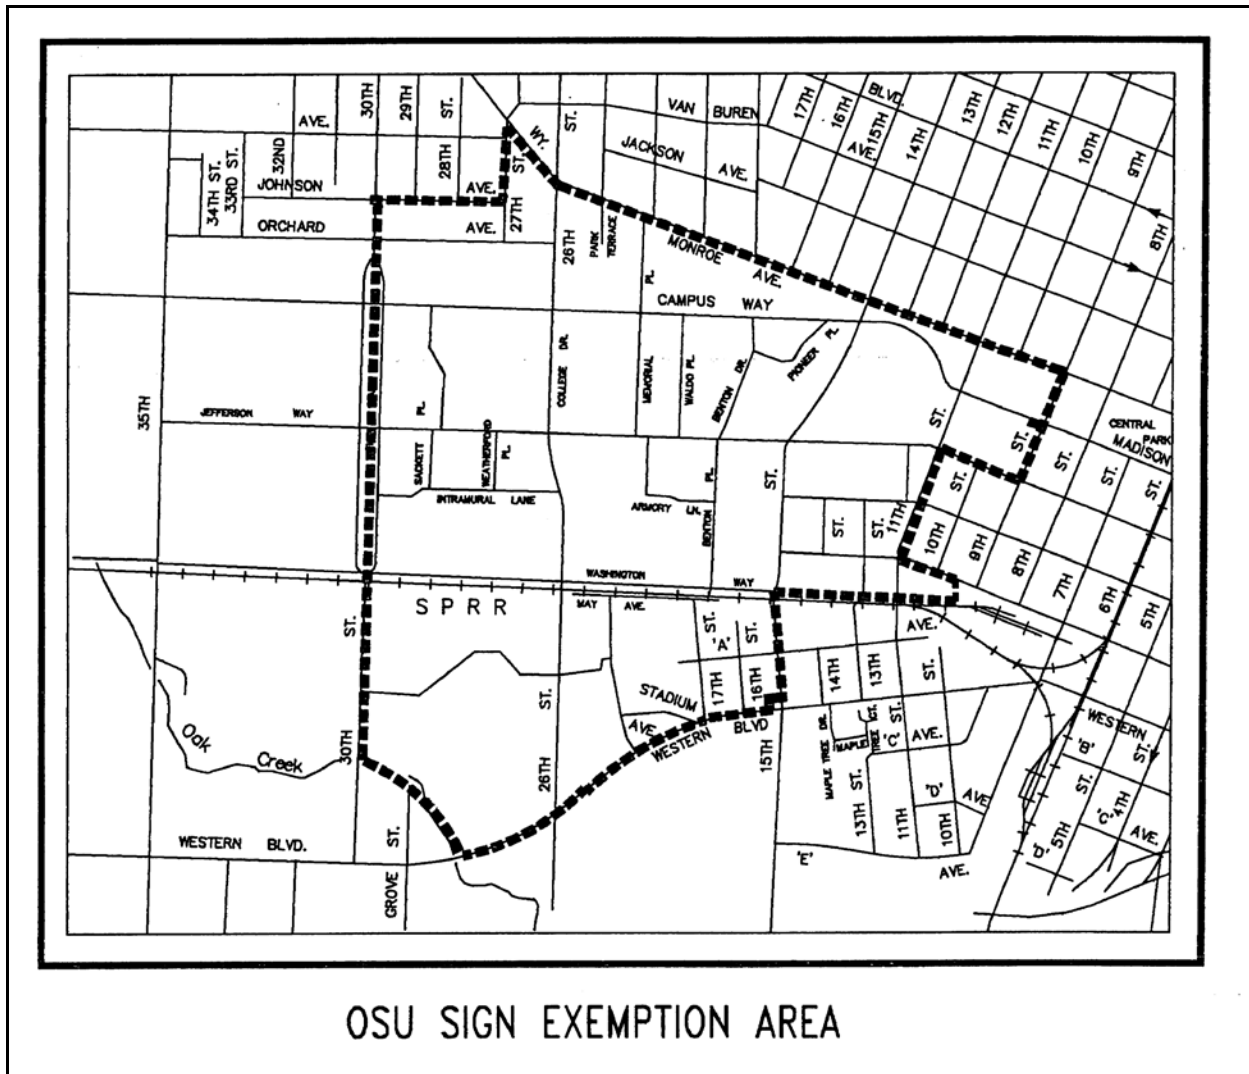 VAN BUREN
BLVD.
17TH
16TH
15TH
14TH
13TH
12TH
11TH
10TH
9TH
8TH
AVE.
30TH
29TH
ST.
28TH
WY.
ST.
JACKSON AVE.
AVE.
32ND
34TH ST.
33RD ST.
JOHNSON AVE.
ST.
27TH
ORCHARD AVE.
26TH
PARK TERRACE
MONROE AVE.
PL.
CAMPUS WAY
COLLEGE DR.
MEMORIAL
WALDO PL.
BENTON DR.
PIONEER PL.
35TH
JEFFERSON WAY
PL.
SACKETT
WEATHERFORD
PL.
INTRAMURAL LANE
ARMORY LN.
BENTON
PL.
ST.
ST.
ST.
CENTRAL PARK
MADISON
ST.
ST.
ST.
ST.
ST.
ST.
11TH
10TH
9TH
8TH
7TH
6TH
5TH
WASHINGTON WAY
SPRR
MAY AVE.
AVE.
ST.
'A'
ST.
ST.
17TH
16TH
14TH
13TH
ST.
STADIUM
AVE.
WESTERN BLVD
15TH
ST.
26TH
30TH
Oak
Creek
WESTERN BLVD.
ST.
GROVE
MAPLE TREE DR.
MAPLE
TREE
CT.
ST.
'C' AVE.
ST.
13TH
11TH
'D'
AVE
10TH
'E' AVE.
WESTERN
'B'
ST.
ST.
'C'
4TH
AVE.
5TH
'D'
OSU SIGN EXEMPTION AREA